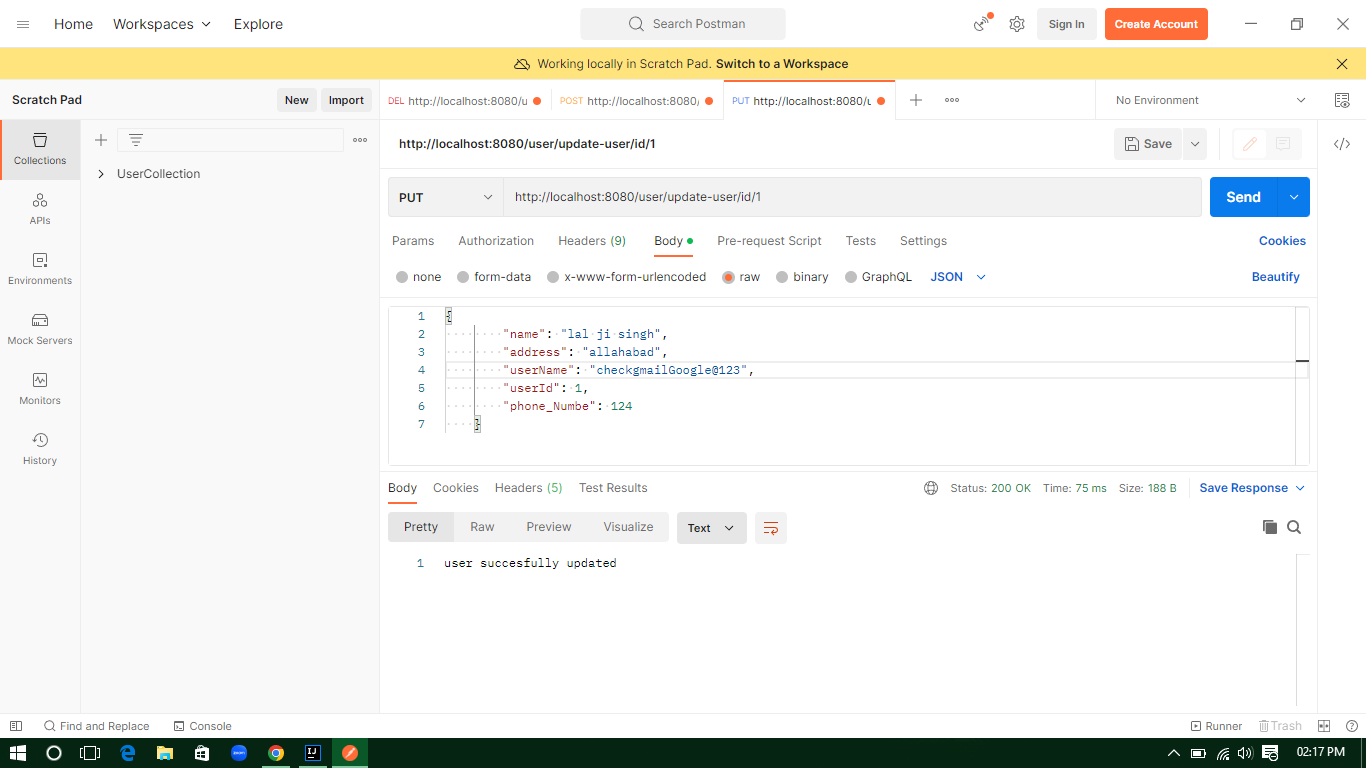 Home Workspaces Explore Search Postman Sign In Create Account
Working locally in Scratch Pad. Switch to a Workspace
Scratch Pad New Import
DEL http://localhost:8080/u POST http://localhost:8080/ PUT http://localhost:8080/u No Environment
Collections
APIs
Environments
Mock Servers
Monitors
History
UserCollection
http://localhost:8080/user/update-user/id/1 Save
PUT http://localhost:8080/user/update-user/id/1 Send
Params Authorization Headers (9) Body Pre-request Script Tests Settings Cookies
none form-data x-www-form-urlencoded raw binary GraphQL JSON Beautify
1 {
2 "name": "lal ji singh",
3 "address": "allahabad",
4 "userName": "checkgmailGoogle@123",
5 "userId": 1,
6 "phone_Numbe": 124
7 }
Body Cookies Headers (5) Test Results Status: 200 OK Time: 75 ms Size: 188 B Save Response
Pretty Raw Preview Visualize Text
1 user succesfully updated
Find and Replace Console Runner Trash
zoom IJ 02:17 PM